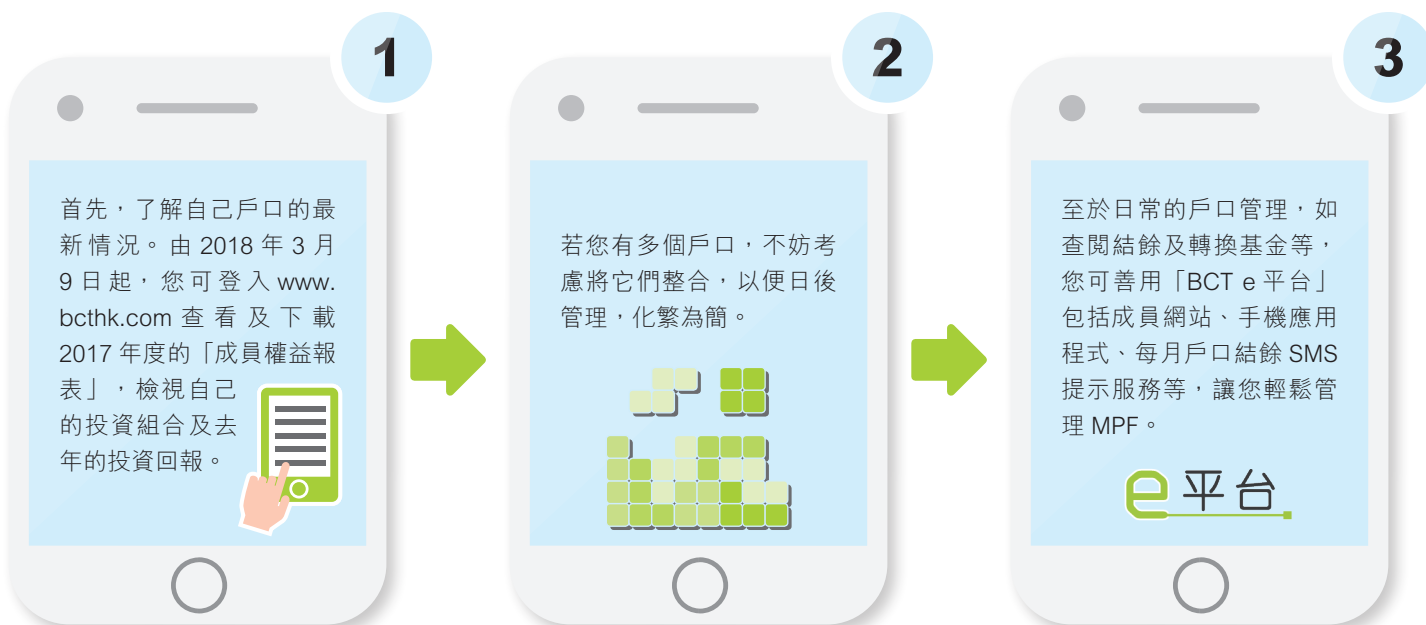 1
首先，了解自己戶口的最
新情況。由 2018 年 3 月
9 日起，您可登入 www.
bcthk.com 查看及下載
2017 年度的「成員權益報
表」，檢視自己
的投資組合及去
年的投資回報。
2
若您有多個戶口，不妨考
慮將它們整合，以便日後
管理，化繁為簡。
3
至於日常的戶口管理，如
查閱結餘及轉換基金等，
您可善用「BCT e 平台」
包括成員網站、手機應用
程式、每月戶口結餘 SMS
提示服務等，讓您輕鬆管
理 MPF。
e平台